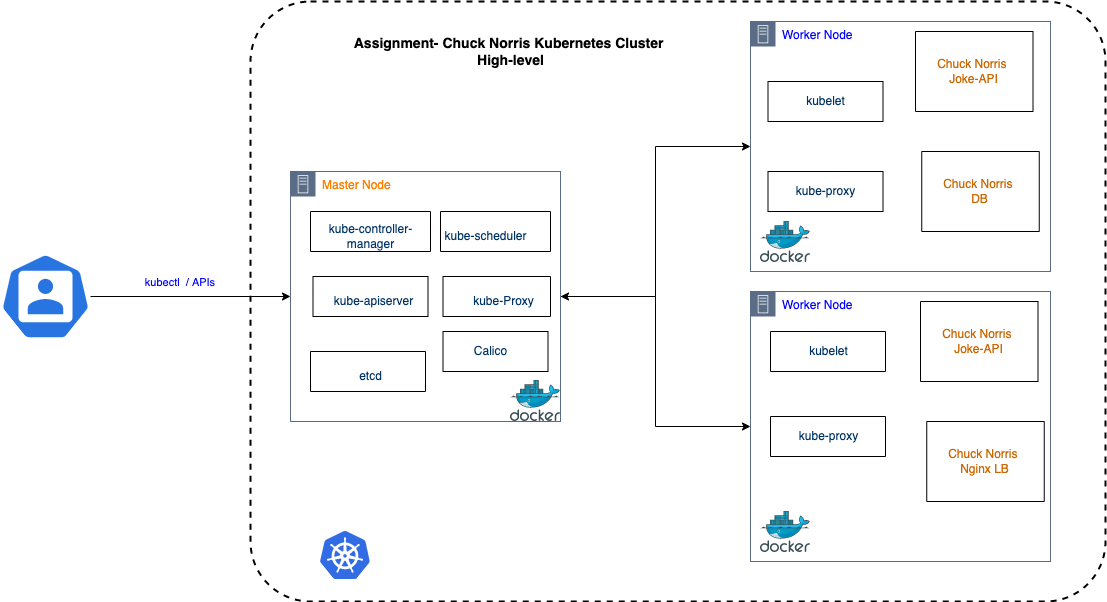 Assignment- Chuck Norris Kubernetes Cluster
High-level
kubectl / APIs
Master Node
kube-controller-
manager
kube-scheduler
kube-apiserver
kube-Proxy
Calico
etcd
docker
Worker Node
Chuck Norris
Joke-API
kubelet
kube-proxy
Chuck Norris
DB
docker
Worker Node
Chuck Norris
Joke-API
kubelet
kube-proxy
Chuck Norris
Nginx LB
docker